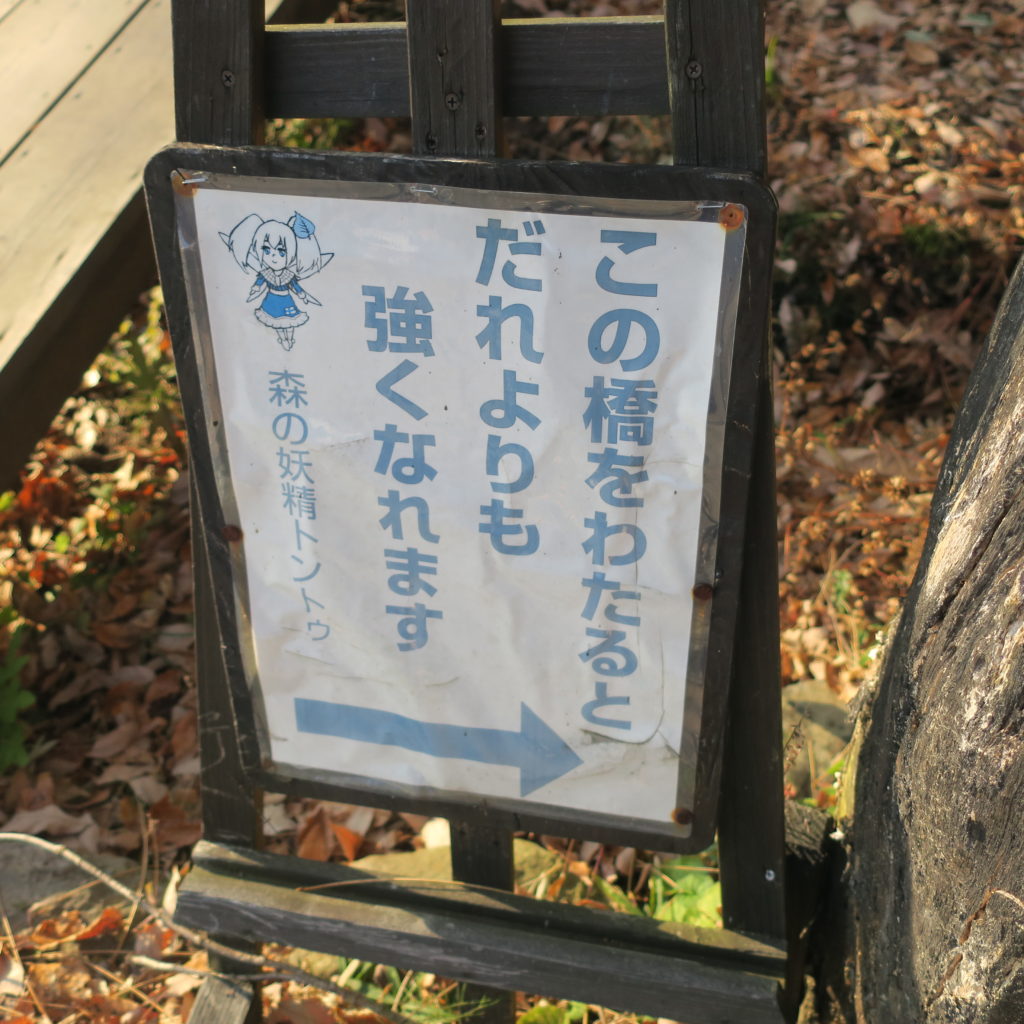 この橋をわたると
だれよりも
強くなれます
森の妖精トントゥ